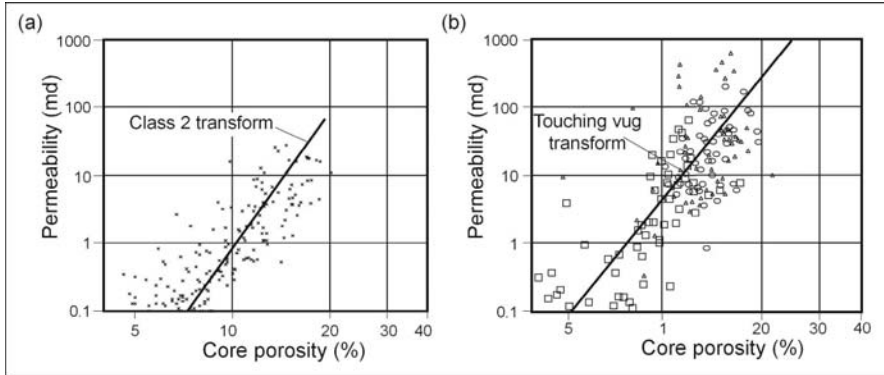 (a)
1000
100
10
1
0.1
Permeability (md)
Class 2 transform
5 10 20 30 40
Core porosity (%)
(b)
1000
100
10
1
0.1
Permeability (md)
Touching vug
transform
5 1 20 30 40
Core porosity (%)